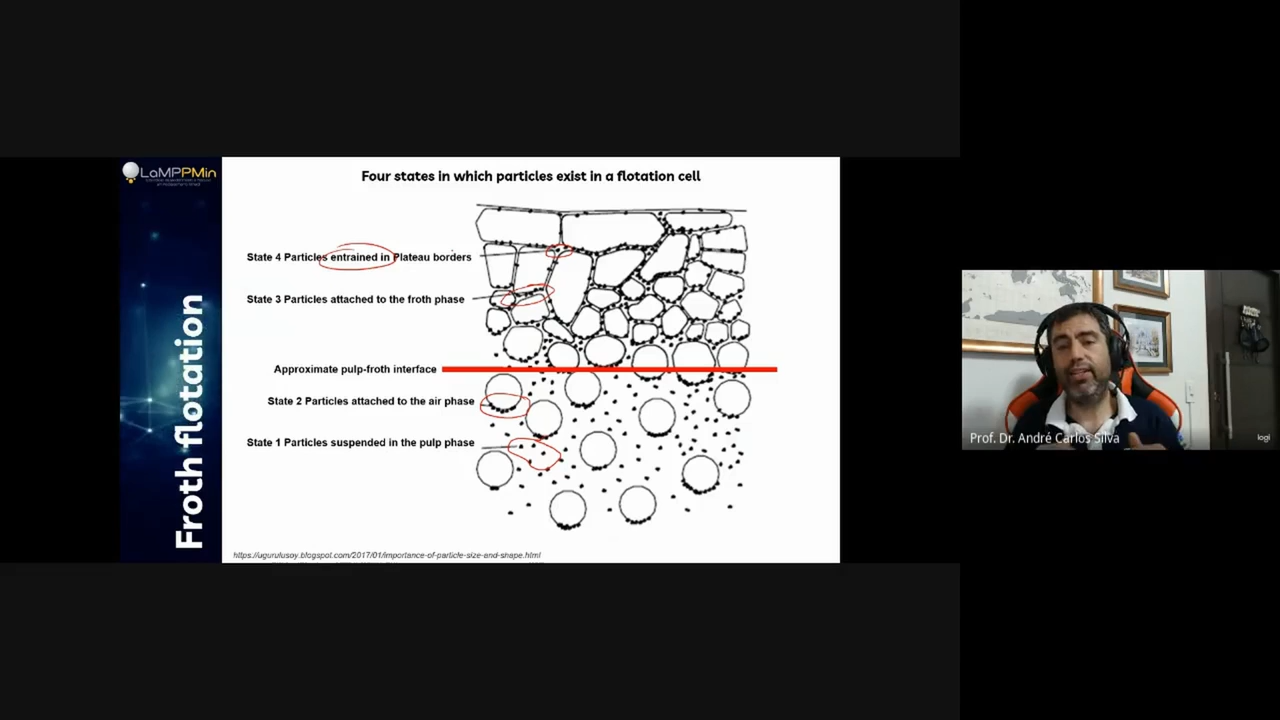 LaMPPMin
Froth flotation
Four states in which particles exist in a flotation cell
State 4 Particles entrained in Plateau borders
State 3 Particles attached to the froth phase
Approximate pulp-froth interface
State 2 Particles attached to the air phase
State 1 Particles suspended in the pulp phase
https://ugurulusoy.blogspot.com/2017/01/importance-of-particle-size-and-shape.html
Prof. Dr. André Carlos Silva
logi